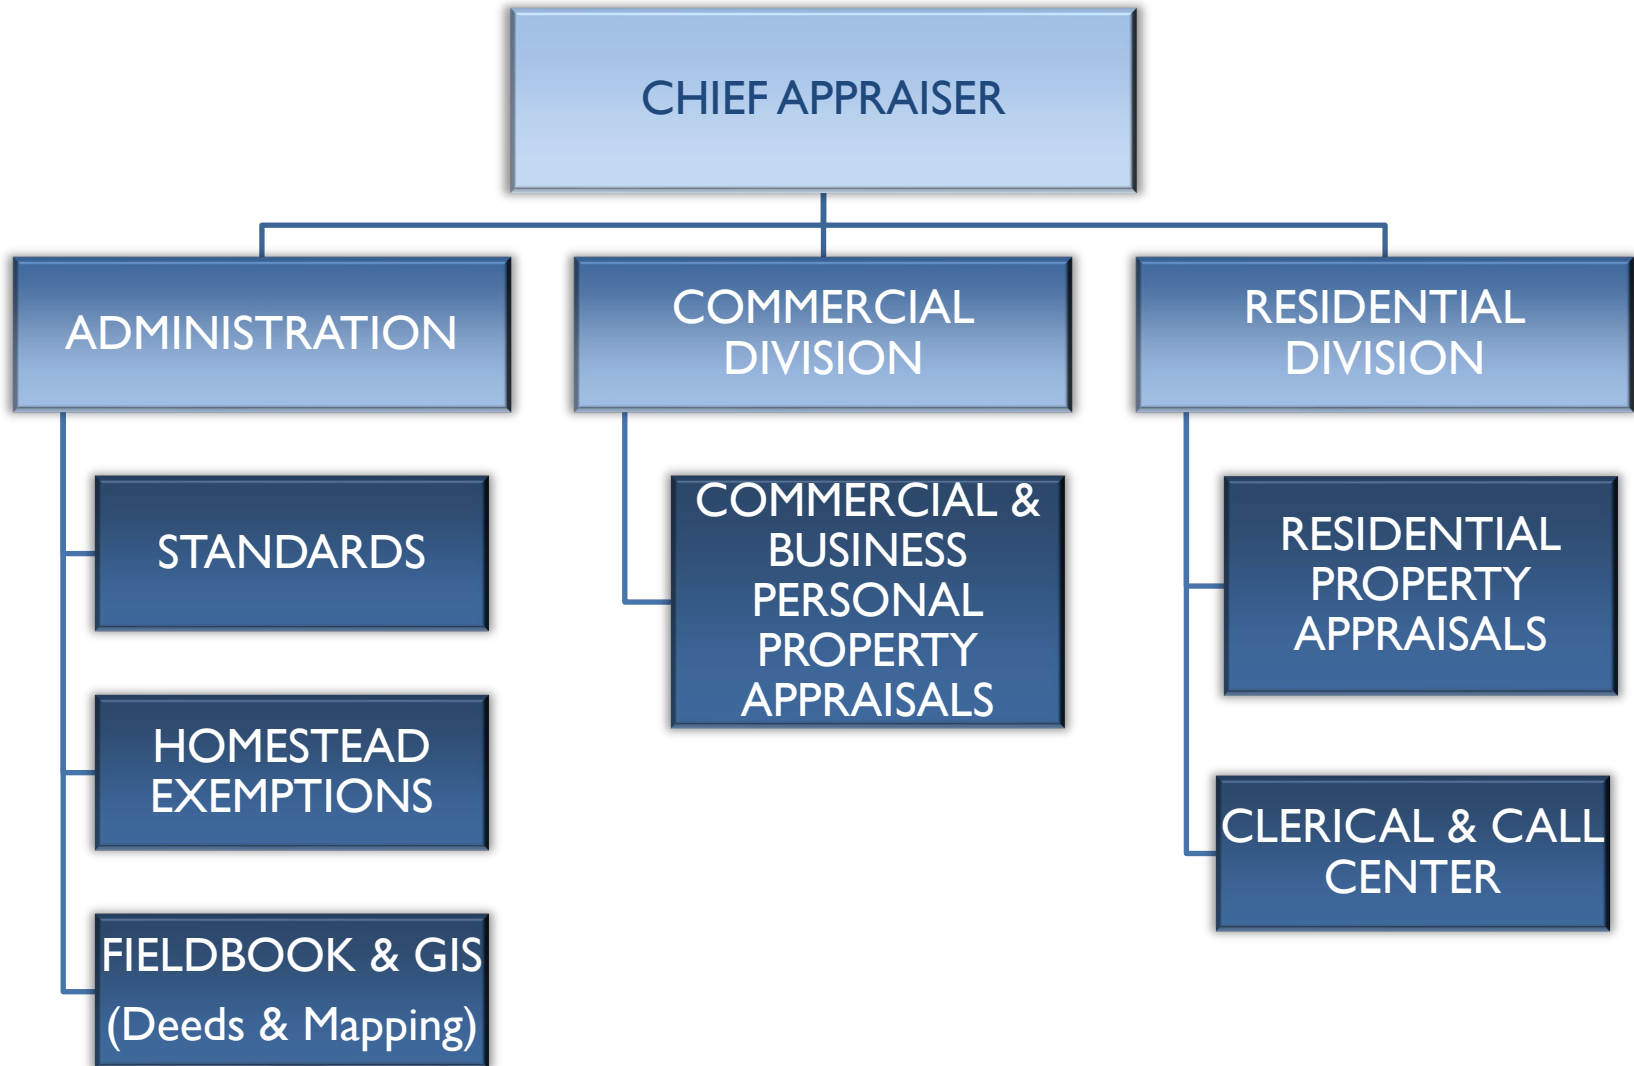 CHIEF APPRAISER
ADMINISTRATION
COMMERCIAL
DIVISION
RESIDENTIAL
DIVISION
STANDARDS
HOMESTEAD
EXEMPTIONS
FIELDBOOK & GIS
(Deeds & Mapping)
COMMERCIAL &
BUSINESS
PERSONAL
PROPERTY
APPRAISALS
RESIDENTIAL
PROPERTY
APPRAISALS
CLERICAL & CALL
CENTER